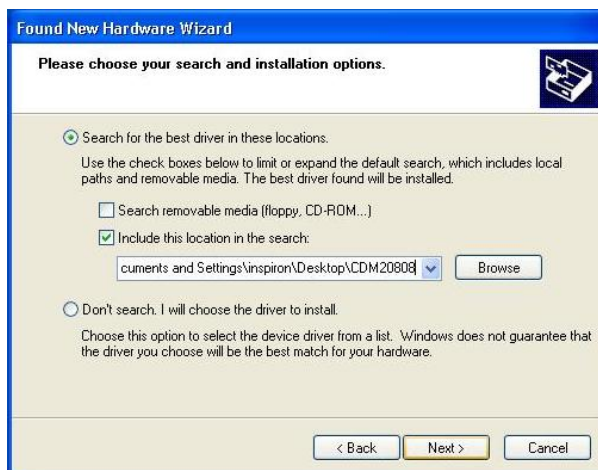 Found New Hardware Wizard
Please choose your search and installation options.
Search for the best driver in these locations.
Use the check boxes below to limit or expand the default search, which includes local
paths and removable media. The best driver found will be installed.
Search removable media (floppy, CD-ROM...)
Include this location in the search:
cuments and Settings\inspiron\Desktop\CDM20808
Browse
Don't search. I will choose the driver to install.
Choose this option to select the device driver from a list. Windows does not guarantee that
the driver you choose will be the best match for your hardware.
< Back
Next >
Cancel